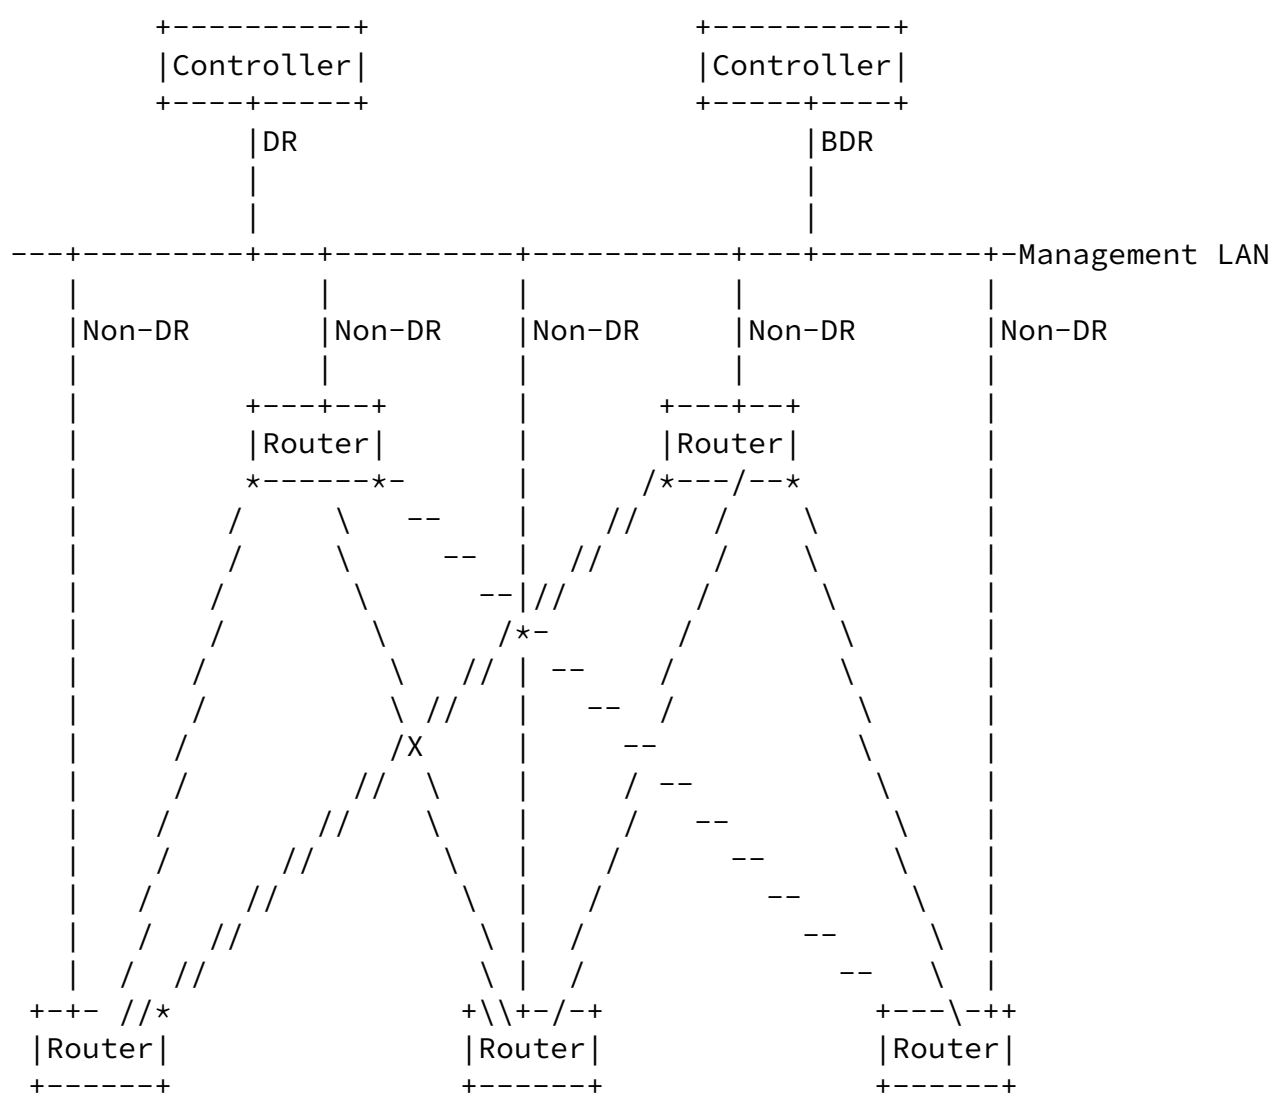 Controller Controller
DR BDR
Management LAN
Non-DR Non-DR Non-DR Non-DR Non-DR
Router Router
Router Router Router